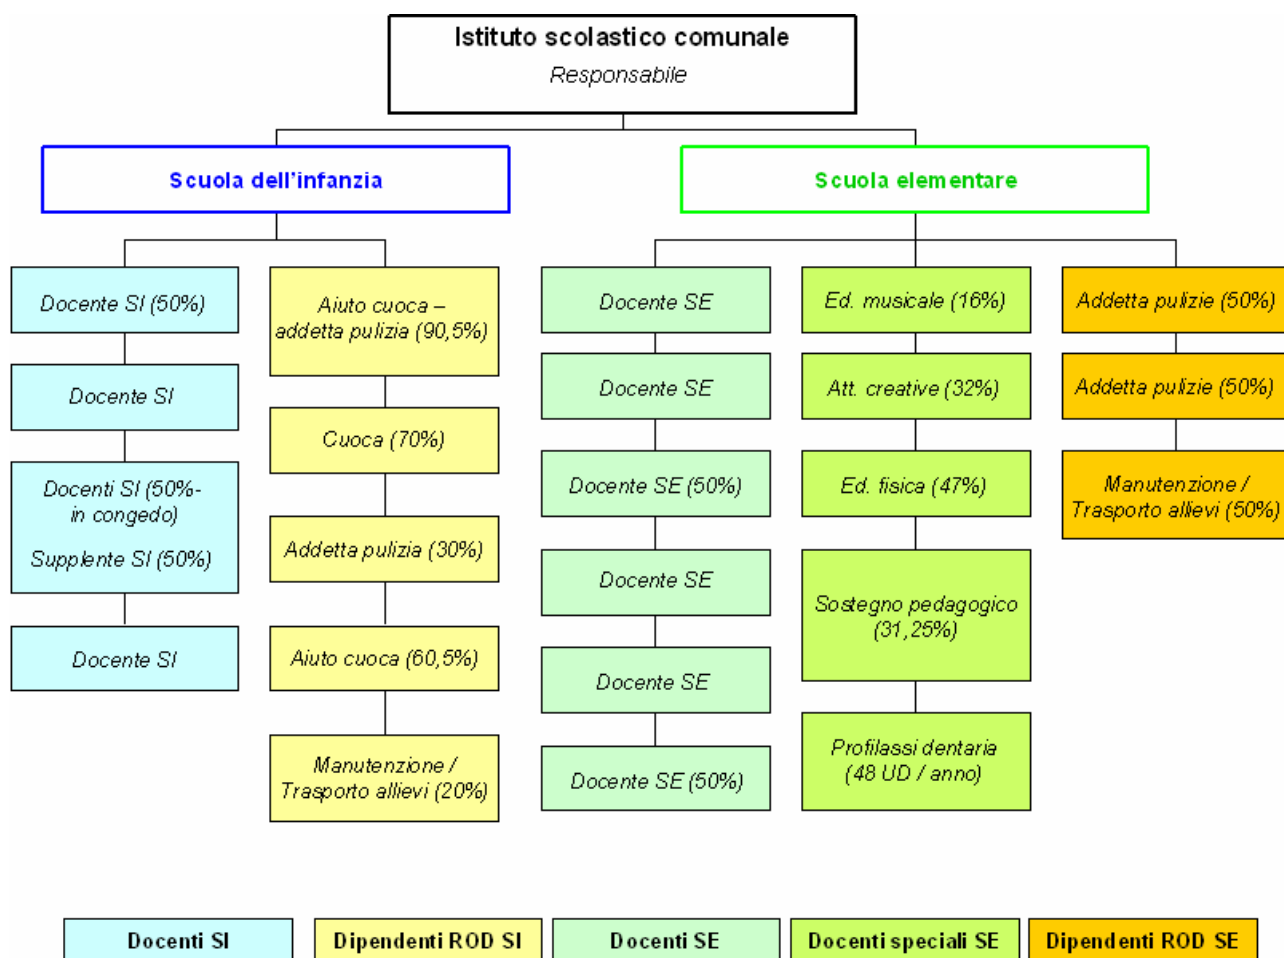 Istituto scolastico comunale
Responsabile
Scuola dell'infanzia
Scuola elementare
Docente SI (50%)
Docente SI
Docenti SI (50%-
in congedo)
Supplente SI (50%)
Docente SI
Aiuto cuoca –
addetta pulizia (90,5%)
Cuoca (70%)
Addetta pulizia (30%)
Aiuto cuoca (60,5%)
Manutenzione /
Trasporto allievi (20%)
Docente SE
Docente SE
Docente SE (50%)
Docente SE
Docente SE
Docente SE (50%)
Ed. musicale (16%)
Att. creative (32%)
Ed. fisica (47%)
Sostegno pedagogico
(31,25%)
Profilassi dentaria
(48 UD / anno)
Addetta pulizie (50%)
Addetta pulizie (50%)
Manutenzione /
Trasporto allievi (50%)
Docenti SI
Dipendenti ROD SI
Docenti SE
Docenti speciali SE
Dipendenti ROD SE